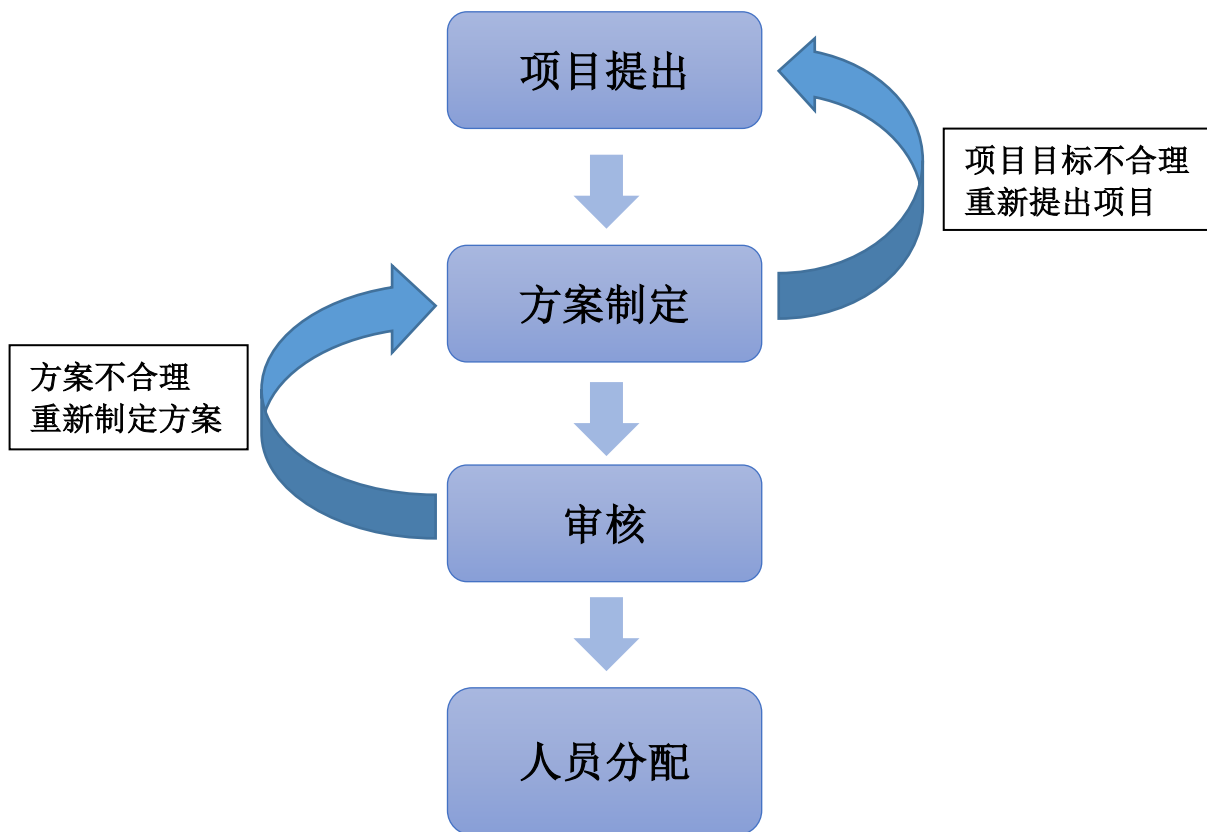 项目提出
项目目标不合理
重新提出项目
方案制定
方案不合理
重新制定方案
审核
人员分配